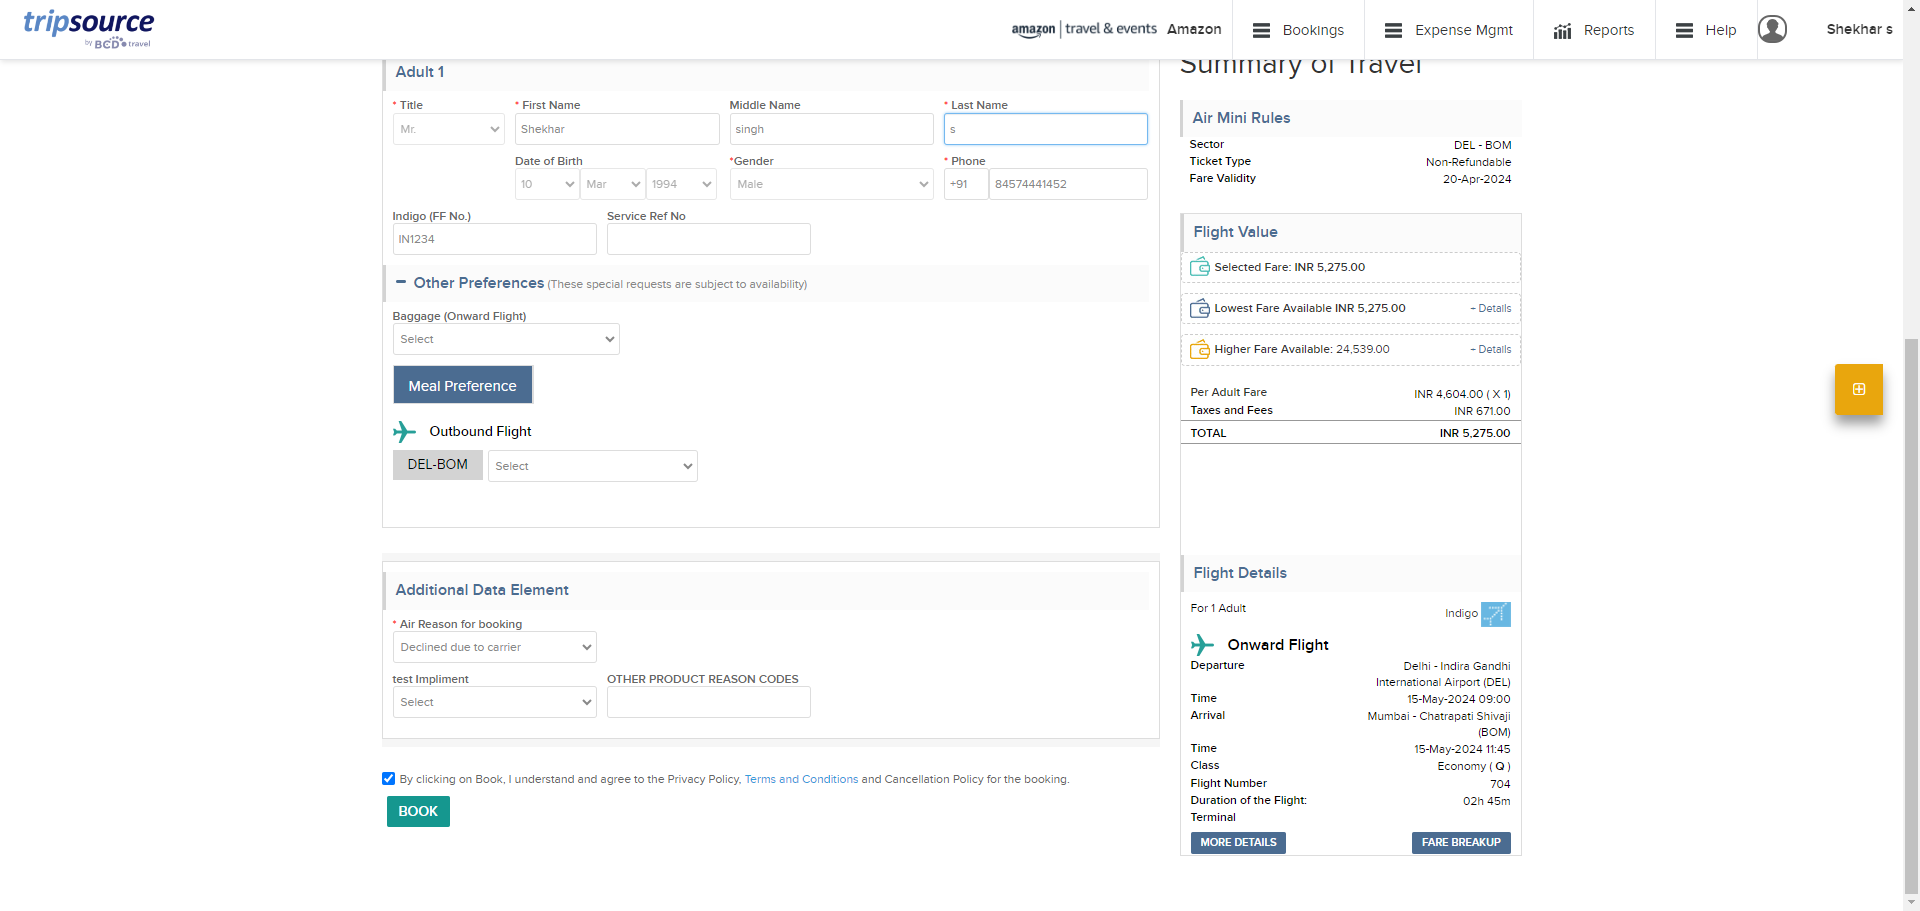 tripsource
by BCD travel
amazon | travel & events Amazon
Bookings
Expense Mgmt
Reports
Help
Shekhar s
Adult 1
* Title
* First Name
Middle Name
* Last Name
Mr.
Shekhar
singh
s
Date of Birth
*Gender
* Phone
10
Mar
1994
Male
+91
84574441452
Indigo (FF No.)
Service Ref No
IN1234
− Other Preferences (These special requests are subject to availability)
Baggage (Onward Flight)
Select
Meal Preference
Outbound Flight
DEL-BOM
Select
Additional Data Element
* Air Reason for booking
Declined due to carrier
test Impliment
OTHER PRODUCT REASON CODES
Select
By clicking on Book, I understand and agree to the Privacy Policy, Terms and Conditions and Cancellation Policy for the booking.
BOOK
Summary of Travel
Air Mini Rules
Sector DEL - BOM
Ticket Type Non-Refundable
Fare Validity 20-Apr-2024
Flight Value
Selected Fare: INR 5,275.00
Lowest Fare Available INR 5,275.00 + Details
Higher Fare Available: 24,539.00 + Details
Per Adult Fare INR 4,604.00 ( X 1)
Taxes and Fees INR 671.00
TOTAL INR 5,275.00
Flight Details
For 1 Adult Indigo
Onward Flight
Departure Delhi - Indira Gandhi
International Airport (DEL)
Time 15-May-2024 09:00
Arrival Mumbai - Chatrapati Shivaji
(BOM)
Time 15-May-2024 11:45
Class Economy ( Q )
Flight Number 704
Duration of the Flight: 02h 45m
Terminal
MORE DETAILS FARE BREAKUP